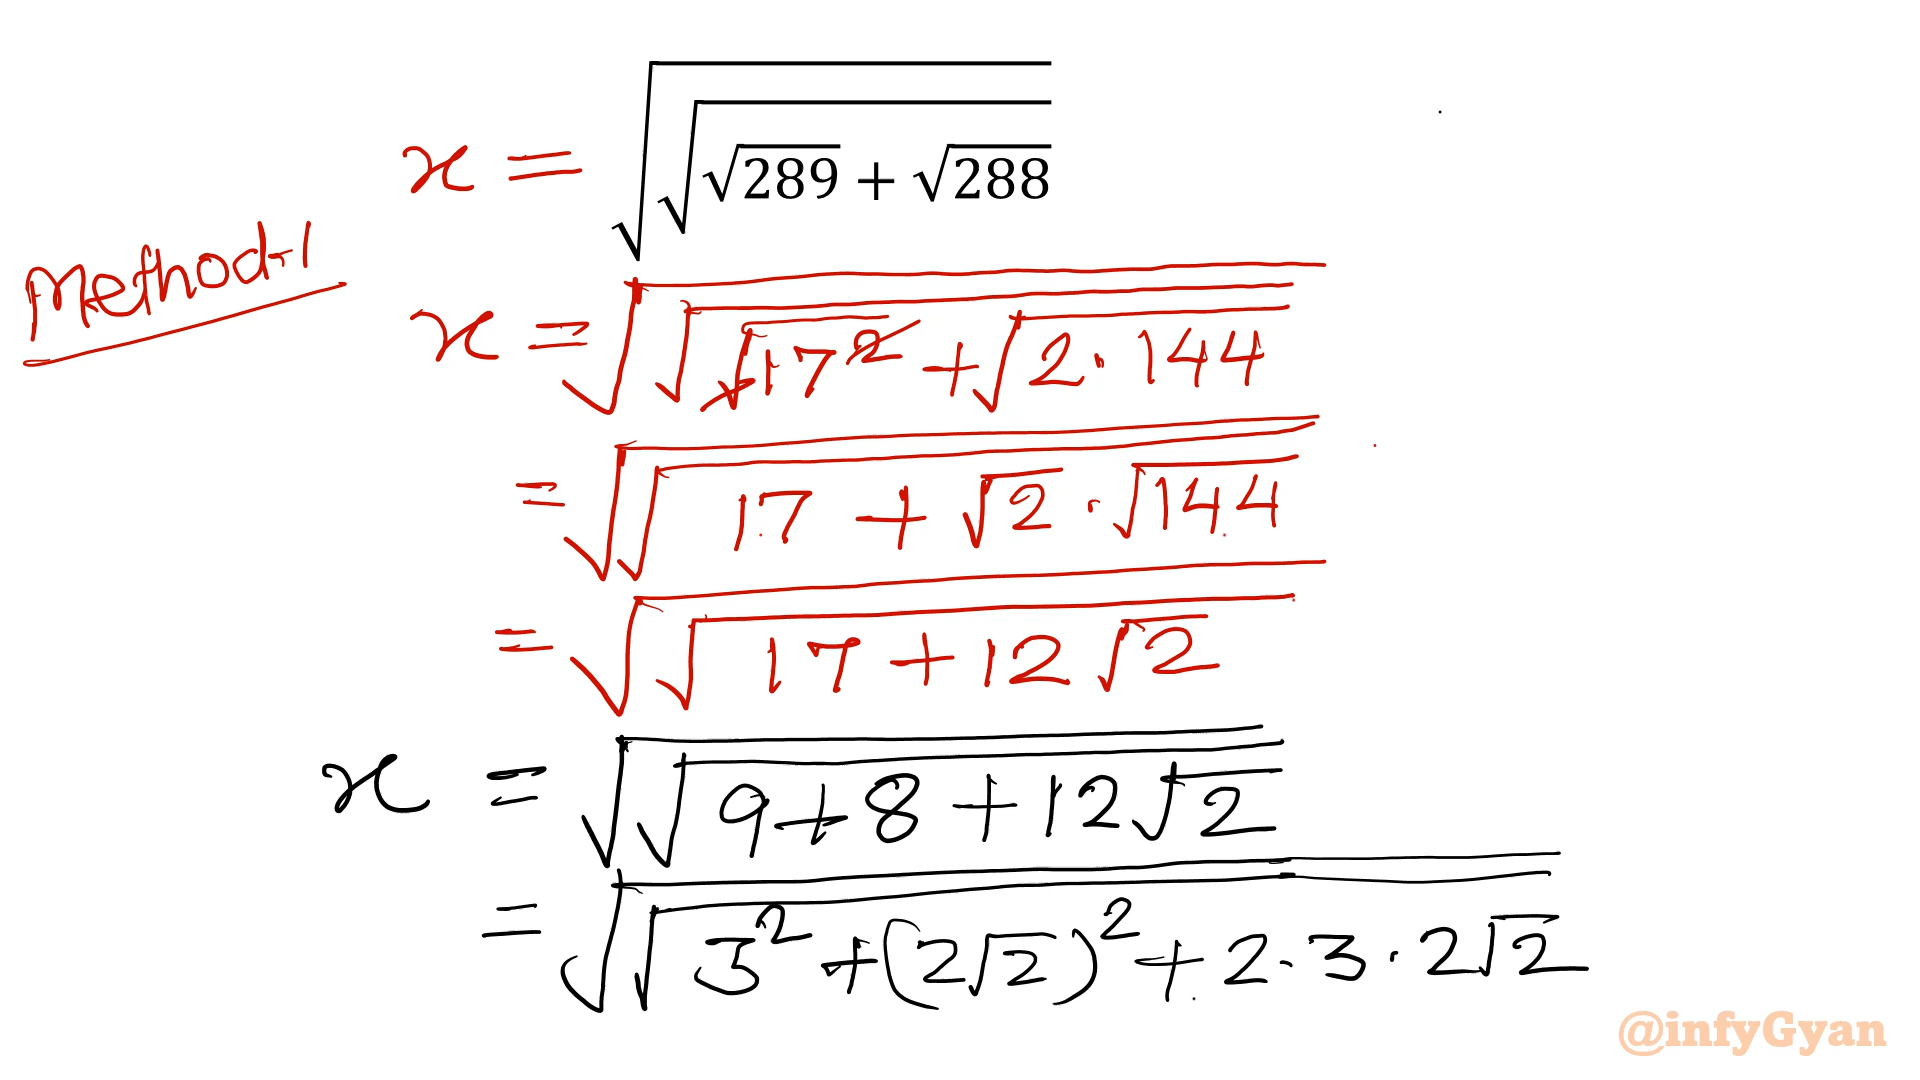 x = √(√(√289 + √288))
Method-1
x = √(√(√17² + √2·144))
= √(√(17 + √2 · √144))
= √(√(17 + 12√2))
x = √(√(9 + 8 + 12√2))
= √(√(3² + (2√2)² + 2·3·2√2))
@infyGyan